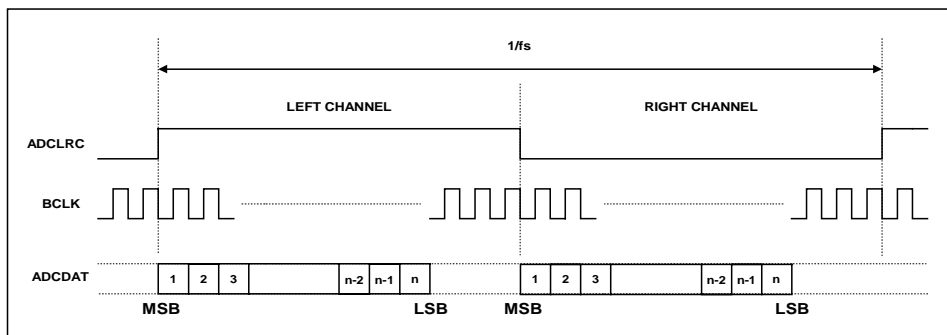 1/fs
LEFT CHANNEL RIGHT CHANNEL
ADCLRC
BCLK
ADCDAT 1 2 3 n-2 n-1 n 1 2 3 n-2 n-1 n
MSB LSB MSB LSB